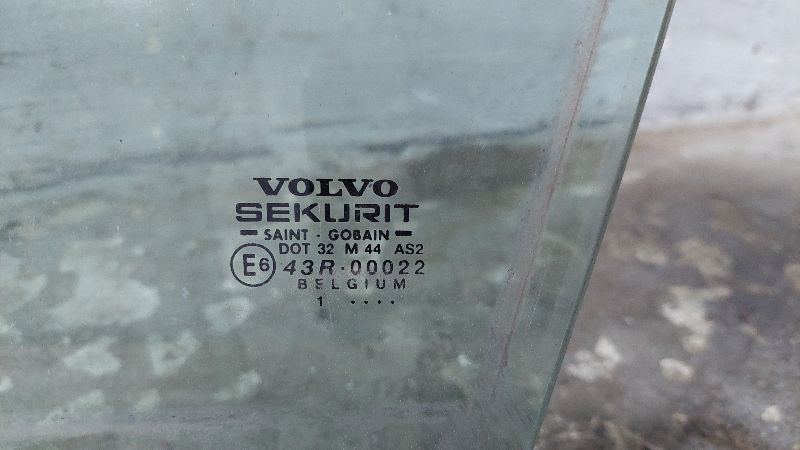 VOLVO
SEKURIT
SAINT - GOBAIN
DOT 32 M 44 AS2
E6 43R-00022
BELGIUM
1 ....